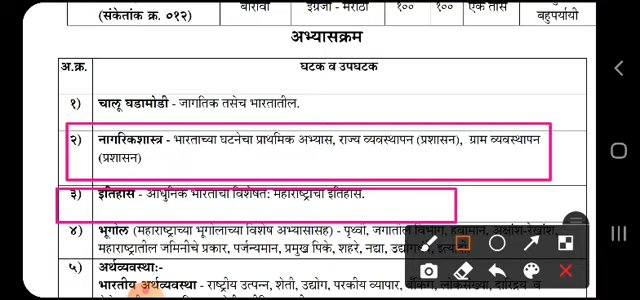 (संकेतांक क्र. ०१२) बारावी इंग्रजी - मराठी १०० १०० एक तास बहुपर्यायी
अभ्यासक्रम
अ.क्र. घटक व उपघटक
१) चालू घडामोडी - जागतिक तसेच भारतातील.
२) नागरिकशास्त्र - भारताच्या घटनेचा प्राथमिक अभ्यास, राज्य व्यवस्थापन (प्रशासन), ग्राम व्यवस्थापन
(प्रशासन)
३) इतिहास - आधुनिक भारताचा विशेषत: महाराष्ट्राचा इतिहास.
४) भूगोल (महाराष्ट्राच्या भूगोलाच्या विशेष अभ्यासासह) - पृथ्वी, जगातील विभाग, हवामान, अक्षांश-रेखांश,
महाराष्ट्रातील जमिनीचे प्रकार, पर्जन्यमान, प्रमुख पिके, शहरे, नद्या,
५) अर्थव्यवस्था:-
भारतीय अर्थव्यवस्था - राष्ट्रीय उत्पन्न, शेती, उद्योग, परकीय व्यापार, बँकिंग, लोकसंख्या, दारिद्र्य व